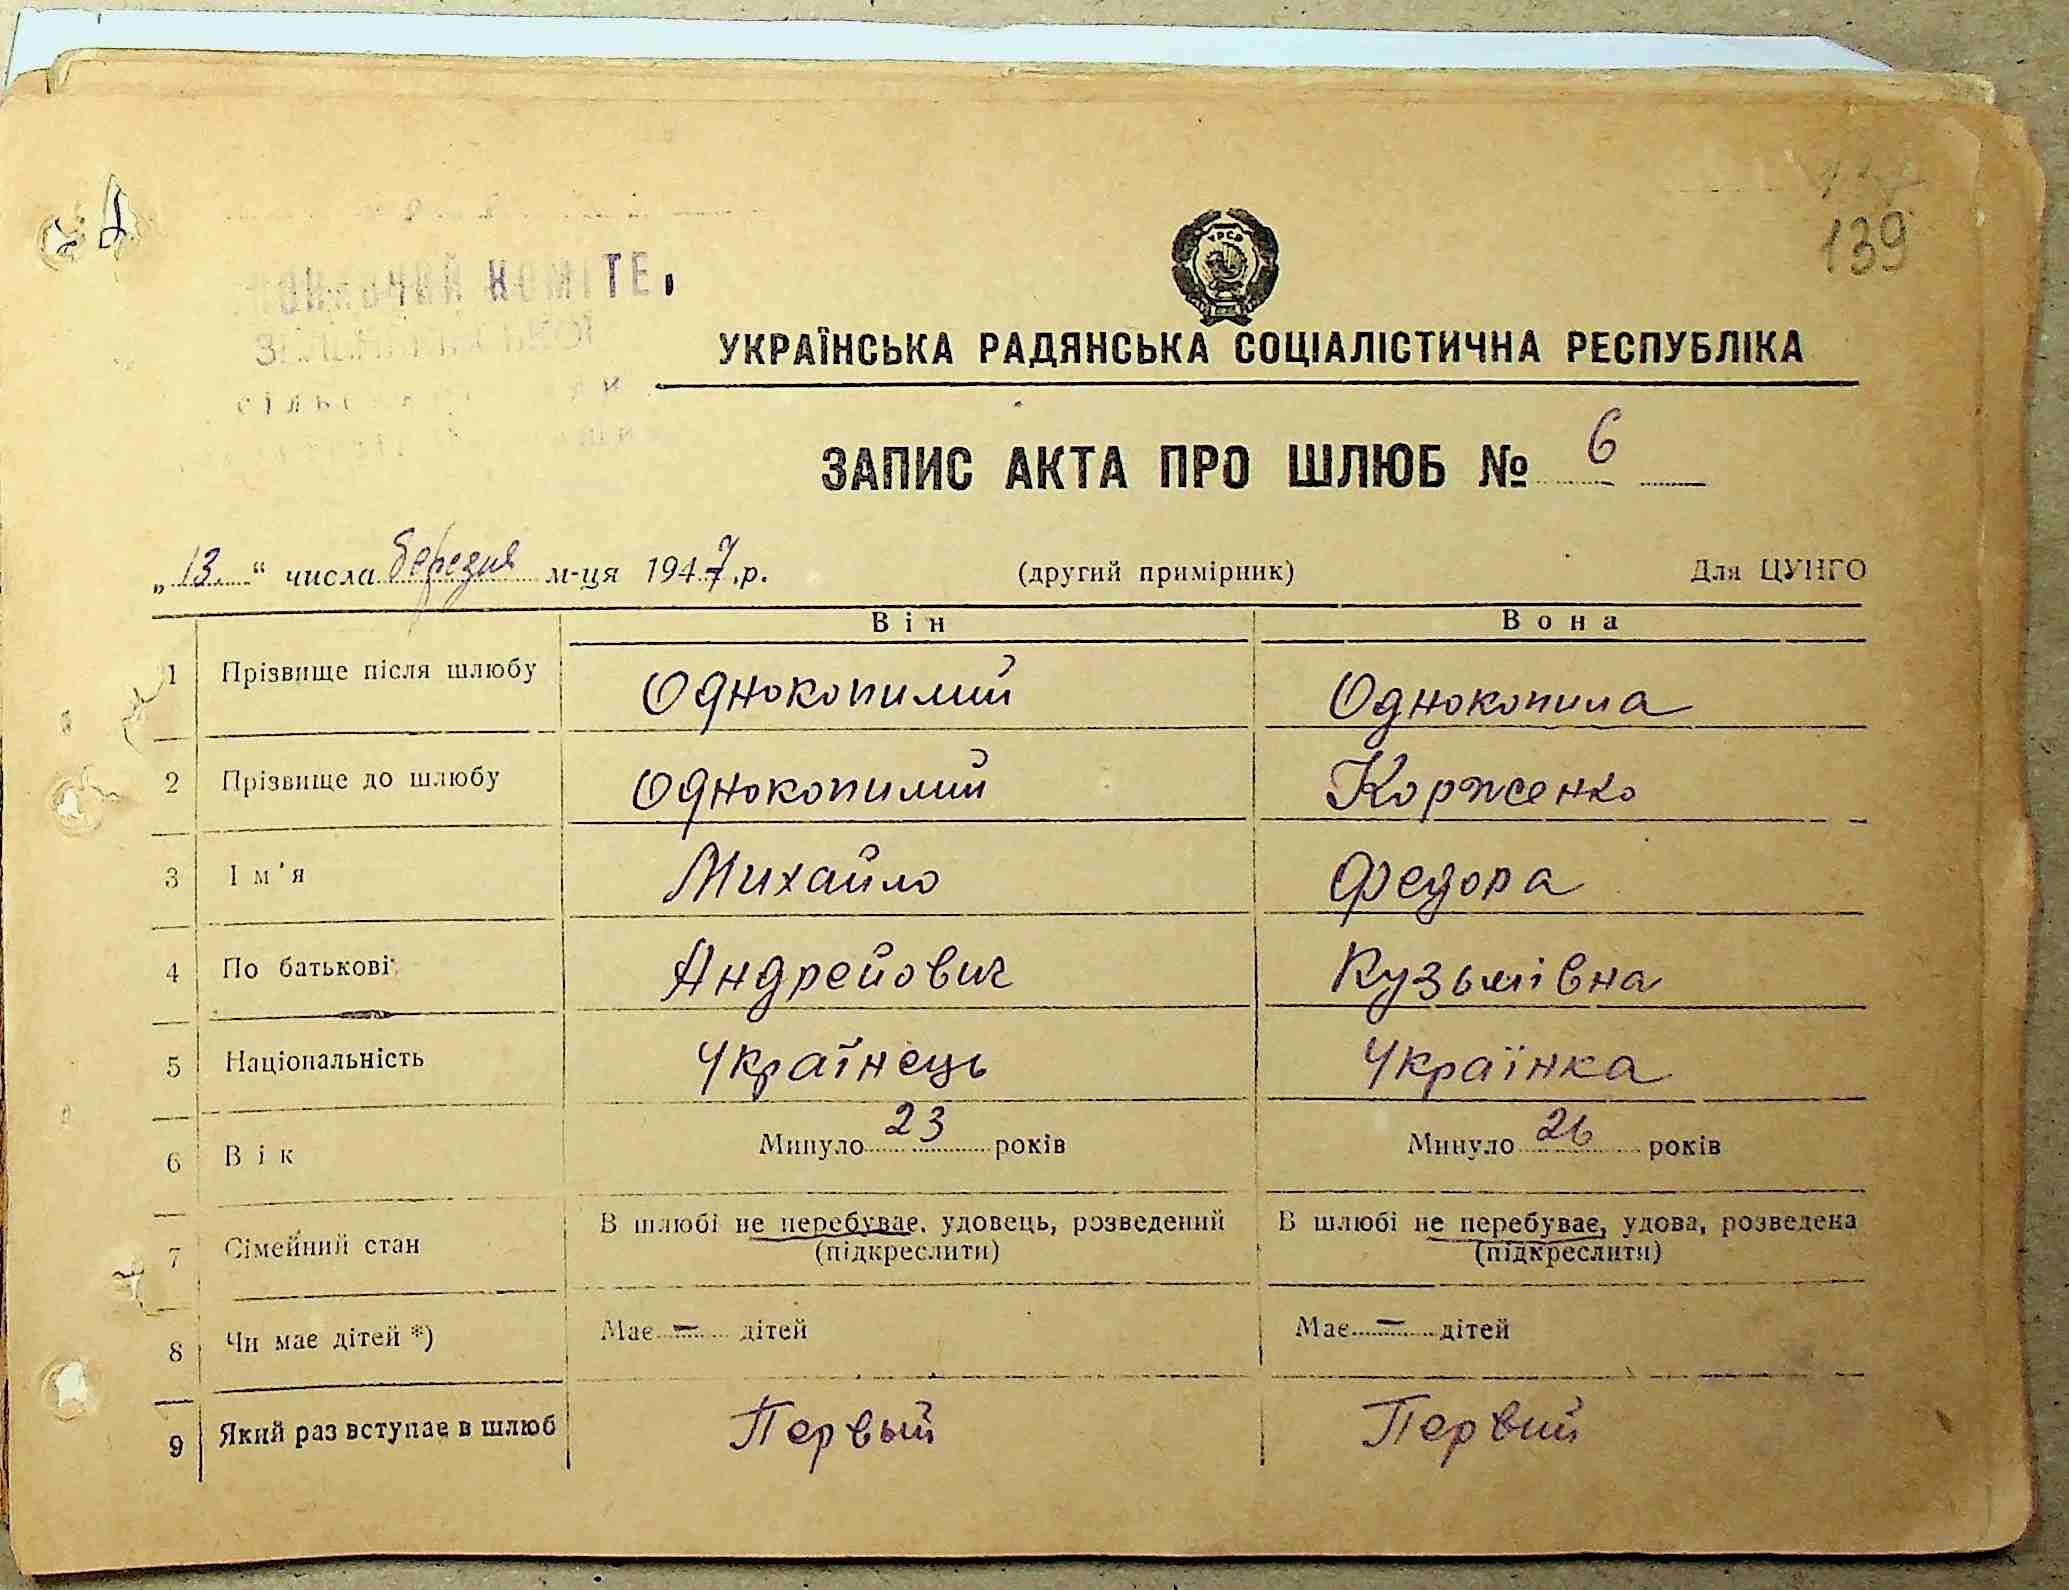 139
КОМІТЕ
УРСР
УКРАЇНСЬКА РАДЯНСЬКА СОЦІАЛІСТИЧНА РЕСПУБЛІКА
ЗАПИС АКТА ПРО ШЛЮБ № 6
„13.“ числа березня м-ця 1947.р. (другий примірник) Для ЦУНГО
Він Вона
1 Прізвище після шлюбу Однокопилий Однокопила
2 Прізвище до шлюбу Однокопилий Корженко
3 Ім'я Михайло Федора
4 По батькові Андрейович Кузьмівна
5 Національність Українець Українка
6 Вік Минуло 23 років Минуло 26 років
7 Сімейний стан В шлюбі не перебуває, удовець, розведений В шлюбі не перебуває, удова, розведена
(підкреслити) (підкреслити)
8 Чи має дітей *) Має – дітей Має – дітей
9 Який раз вступає в шлюб Первый Первий